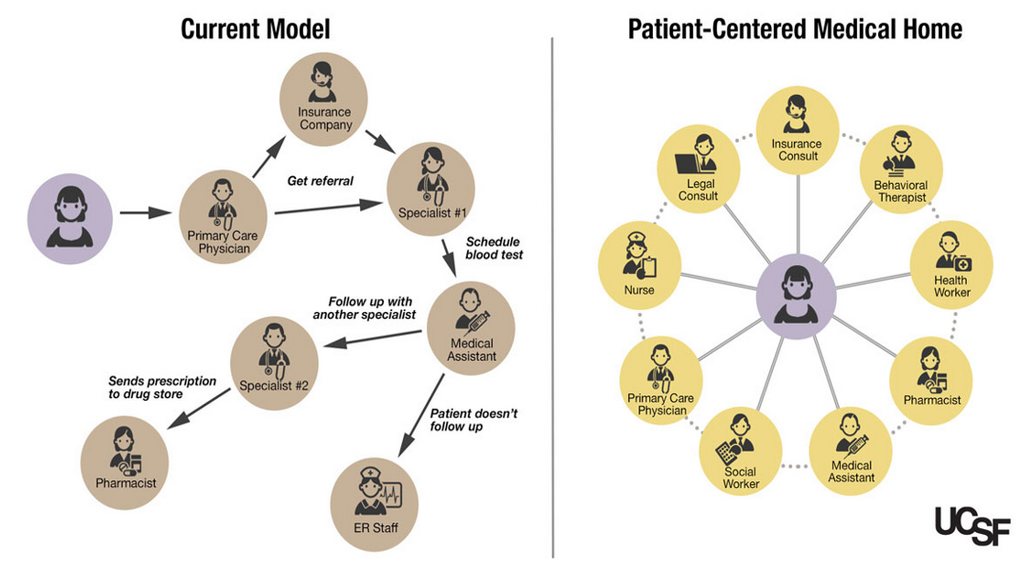 Current Model
Insurance
Company
Get referral
Primary Care
Physician
Specialist #1
Schedule
blood test
Follow up with
another specialist
Medical
Assistant
Specialist #2
Sends prescription
to drug store
Patient doesn't
follow up
Pharmacist
ER Staff
Patient-Centered Medical Home
Insurance
Consult
Legal
Consult
Behavioral
Therapist
Nurse
Health
Worker
Primary Care
Physician
Pharmacist
Social
Worker
Medical
Assistant
UCSF